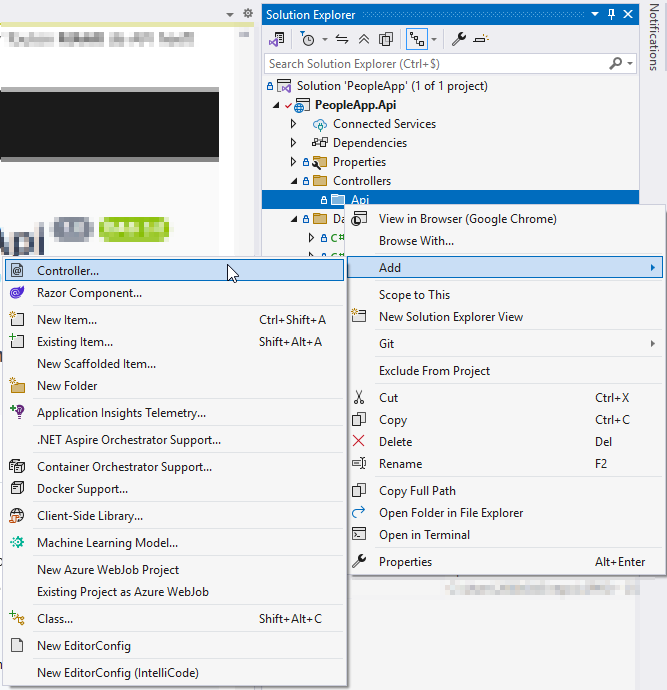 Solution Explorer
Search Solution Explorer (Ctrl+$)
Solution 'PeopleApp' (1 of 1 project)
PeopleApp.Api
Connected Services
Dependencies
Properties
Controllers
Api
Da
C#
Notifications
View in Browser (Google Chrome)
Browse With...
Add
Scope to This
New Solution Explorer View
Git
Exclude From Project
Cut Ctrl+X
Copy Ctrl+C
Delete Del
Rename F2
Copy Full Path
Open Folder in File Explorer
Open in Terminal
Properties Alt+Enter
Controller...
Razor Component...
New Item... Ctrl+Shift+A
Existing Item... Shift+Alt+A
New Scaffolded Item...
New Folder
Application Insights Telemetry...
.NET Aspire Orchestrator Support...
Container Orchestrator Support...
Docker Support...
Client-Side Library...
Machine Learning Model...
New Azure WebJob Project
Existing Project as Azure WebJob
Class... Shift+Alt+C
New EditorConfig
New EditorConfig (IntelliCode)